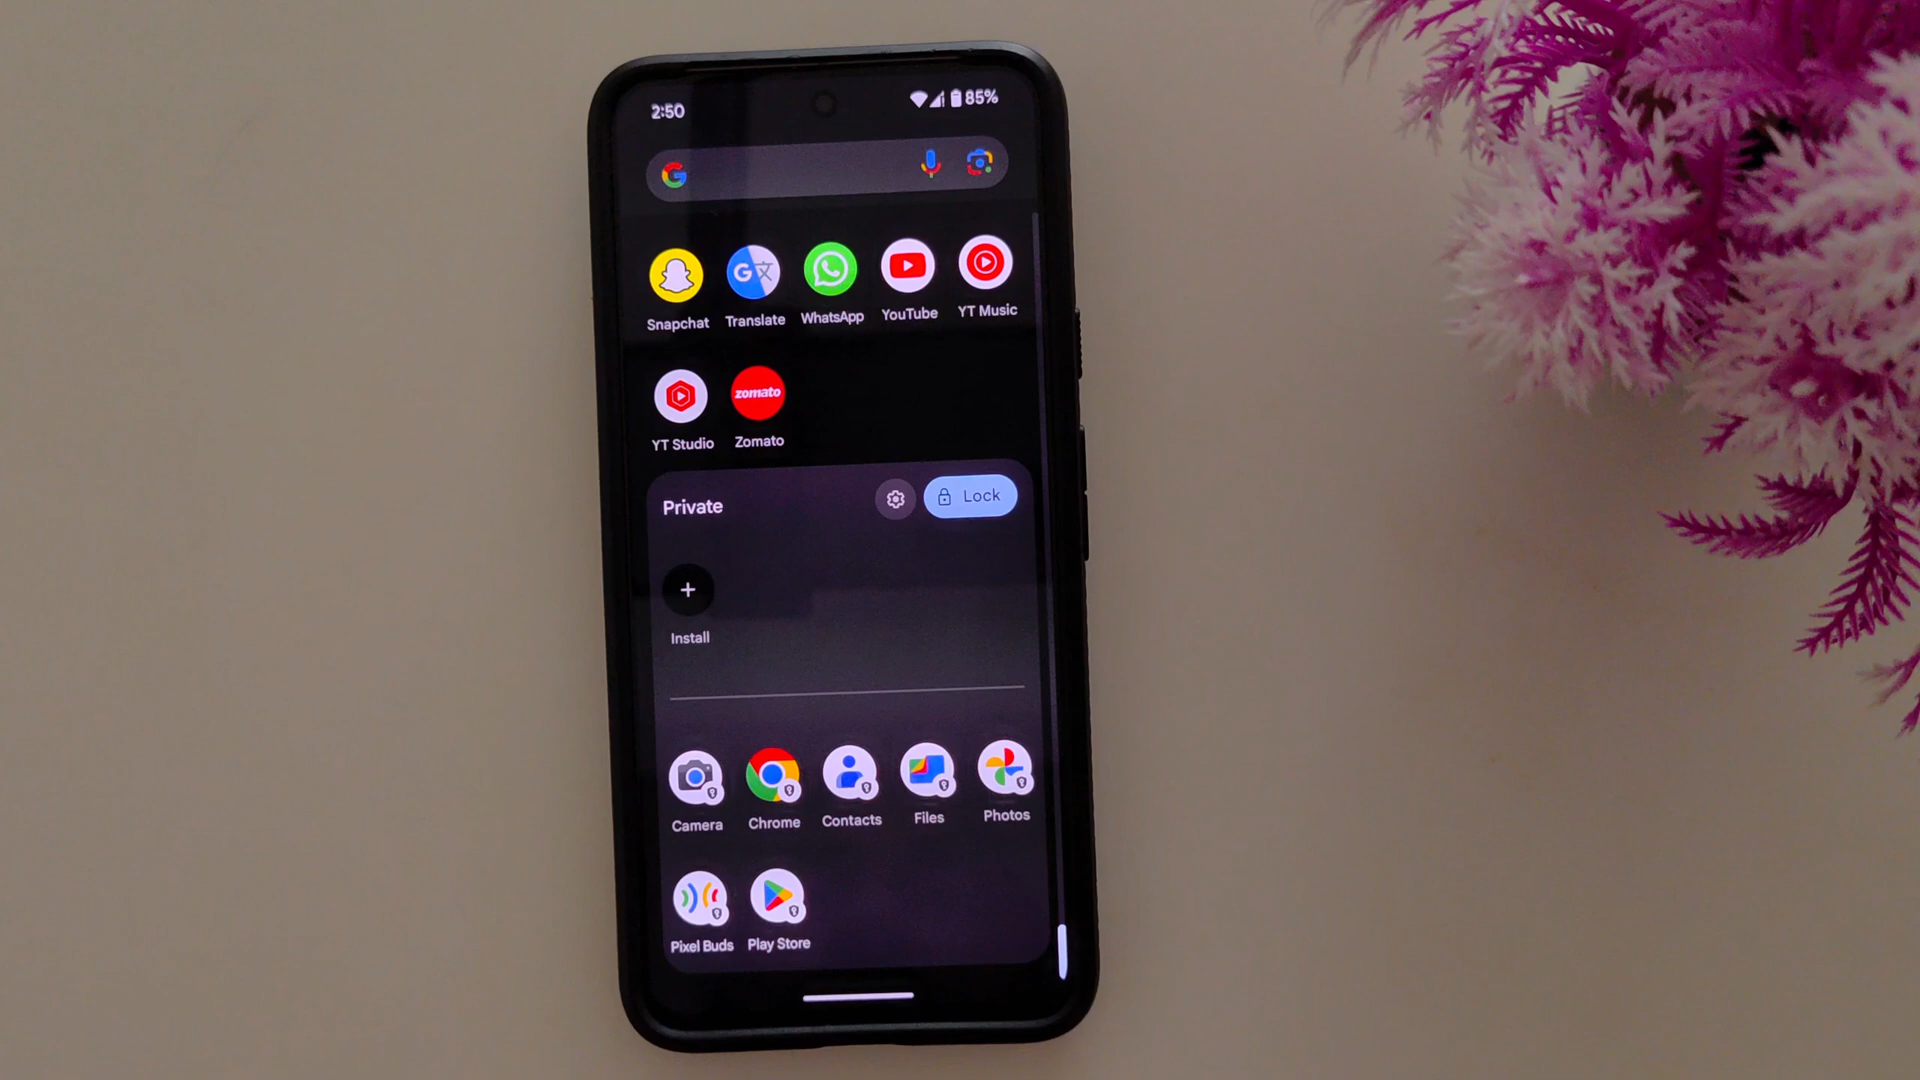 2:50 85%
Snapchat Translate WhatsApp YouTube YT Music
zomato
YT Studio Zomato
Private Lock
Install
Camera Chrome Contacts Files Photos
Pixel Buds Play Store